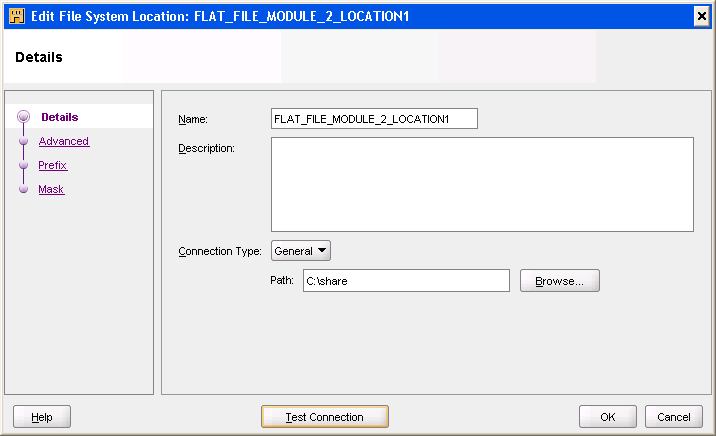 Edit File System Location: FLAT_FILE_MODULE_2_LOCATION1
Details
Details
Advanced
Prefix
Mask
Name: FLAT_FILE_MODULE_2_LOCATION1
Description:
Connection Type: General
Path: C:\share Browse...
Help Test Connection OK Cancel